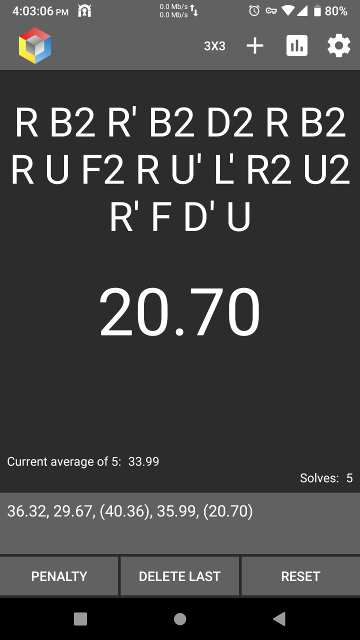 4:03:06 PM
0.0 Mb/s
0.0 Mb/s
80%
3X3
R B2 R' B2 D2 R B2
R U F2 R U' L' R2 U2
R' F D' U
20.70
Current average of 5: 33.99
Solves: 5
36.32, 29.67, (40.36), 35.99, (20.70)
PENALTY
DELETE LAST
RESET